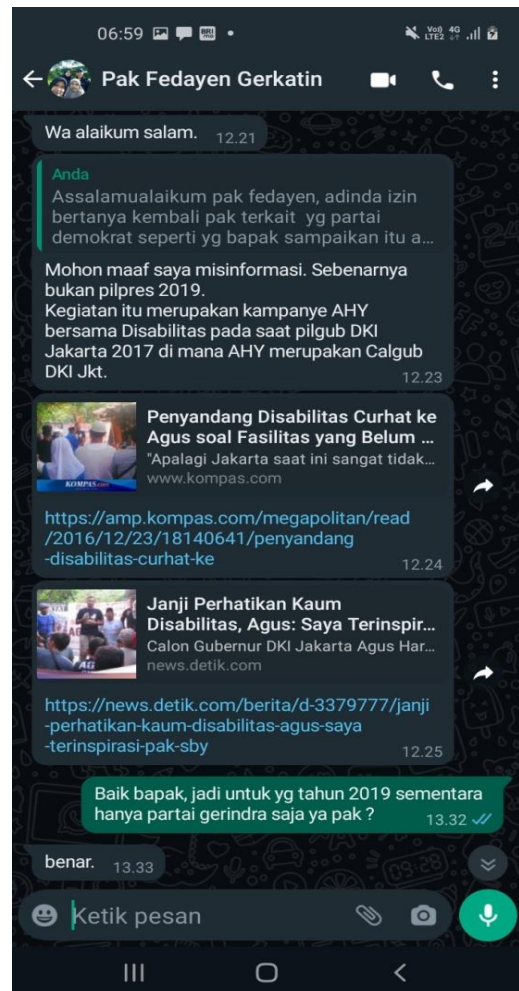 06:59
Vo)) 4G
LTE2
Pak Fedayen Gerkatin
Wa alaikum salam. 12.21
Anda
Assalamualaikum pak fedayen, adinda izin
bertanya kembali pak terkait yg partai
demokrat seperti yg bapak sampaikan itu a...
Mohon maaf saya misinformasi. Sebenarnya
bukan pilpres 2019.
Kegiatan itu merupakan kampanye AHY
bersama Disabilitas pada saat pilgub DKI
Jakarta 2017 di mana AHY merupakan Calgub
DKI Jkt. 12.23
Penyandang Disabilitas Curhat ke
Agus soal Fasilitas yang Belum ...
"Apalagi Jakarta saat ini sangat tidak...
www.kompas.com
KOMPAS.com
https://amp.kompas.com/megapolitan/read
/2016/12/23/18140641/penyandang
-disabilitas-curhat-ke 12.24
Janji Perhatikan Kaum
Disabilitas, Agus: Saya Terinspir...
Calon Gubernur DKI Jakarta Agus Har...
news.detik.com
AG
https://news.detik.com/berita/d-3379777/janji
-perhatikan-kaum-disabilitas-agus-saya
-terinspirasi-pak-sby 12.25
Baik bapak, jadi untuk yg tahun 2019 sementara
hanya partai gerindra saja ya pak ? 13.32
benar. 13.33
Ketik pesan